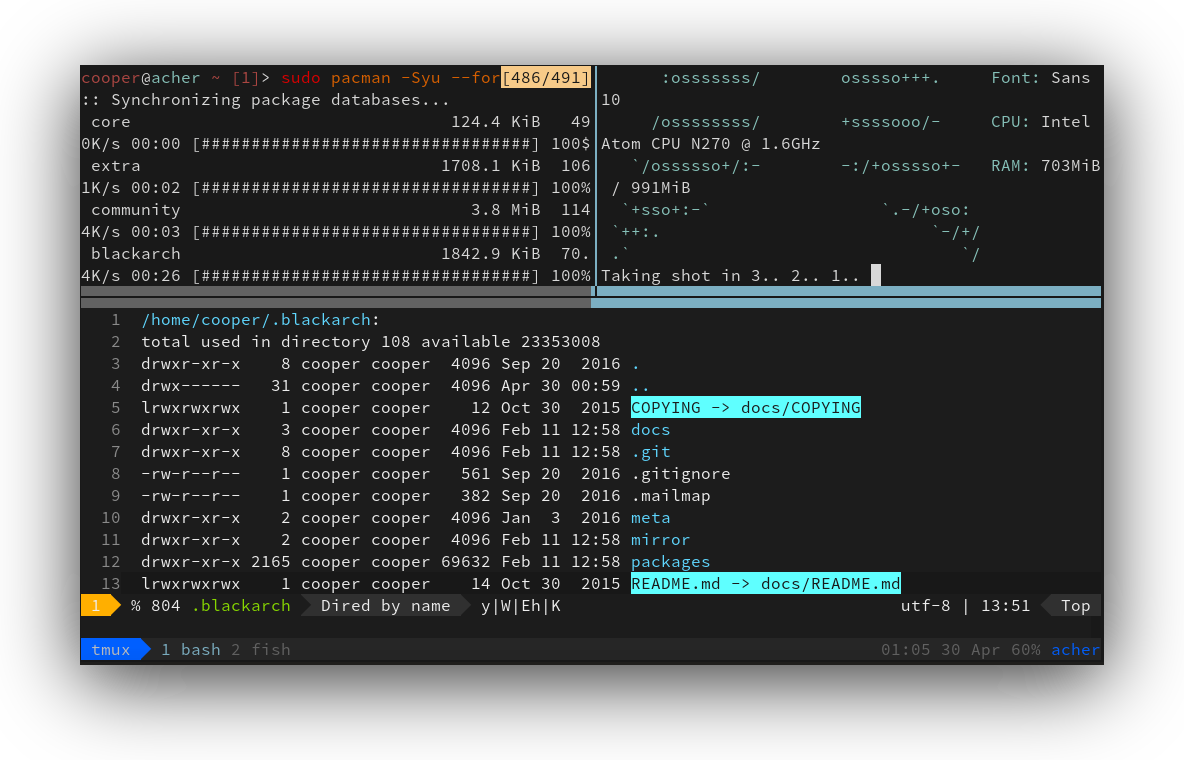 cooper@acher ~ [1]> sudo pacman -Syu --for[486/491]
:: Synchronizing package databases...
 core                           124.4 KiB   49
0K/s 00:00 [#################################] 100$
 extra                         1708.1 KiB  106
1K/s 00:02 [#################################] 100%
 community                        3.8 MiB  114
4K/s 00:03 [#################################] 100%
 blackarch                     1842.9 KiB  70.
4K/s 00:26 [#################################] 100%
      :osssssss/        osssso+++.     Font: Sans
10
     /ossssssss/        +ssssooo/-     CPU: Intel
Atom CPU N270 @ 1.6GHz
   `/ossssso+/:-        -:/+osssso+-   RAM: 703MiB
 / 991MiB
  `+sso+:-`                 `.-/+oso:
 `++:.                           `-/+/
 .`                                 `/
Taking shot in 3.. 2.. 1..
1 /home/cooper/.blackarch:
2 total used in directory 108 available 23353008
3 drwxr-xr-x    8 cooper cooper  4096 Sep 20  2016 .
4 drwx------   31 cooper cooper  4096 Apr 30 00:59 ..
5 lrwxrwxrwx    1 cooper cooper    12 Oct 30  2015 COPYING -> docs/COPYING
6 drwxr-xr-x    3 cooper cooper  4096 Feb 11 12:58 docs
7 drwxr-xr-x    8 cooper cooper  4096 Feb 11 12:58 .git
8 -rw-r--r--    1 cooper cooper   561 Sep 20  2016 .gitignore
9 -rw-r--r--    1 cooper cooper   382 Sep 20  2016 .mailmap
10 drwxr-xr-x    2 cooper cooper  4096 Jan  3  2016 meta
11 drwxr-xr-x    2 cooper cooper  4096 Feb 11 12:58 mirror
12 drwxr-xr-x 2165 cooper cooper 69632 Feb 11 12:58 packages
13 lrwxrwxrwx    1 cooper cooper    14 Oct 30  2015 README.md -> docs/README.md
1 % 804 .blackarch Dired by name y|W|Eh|K utf-8 | 13:51 Top
tmux 1 bash 2 fish 01:05 30 Apr 60% acher